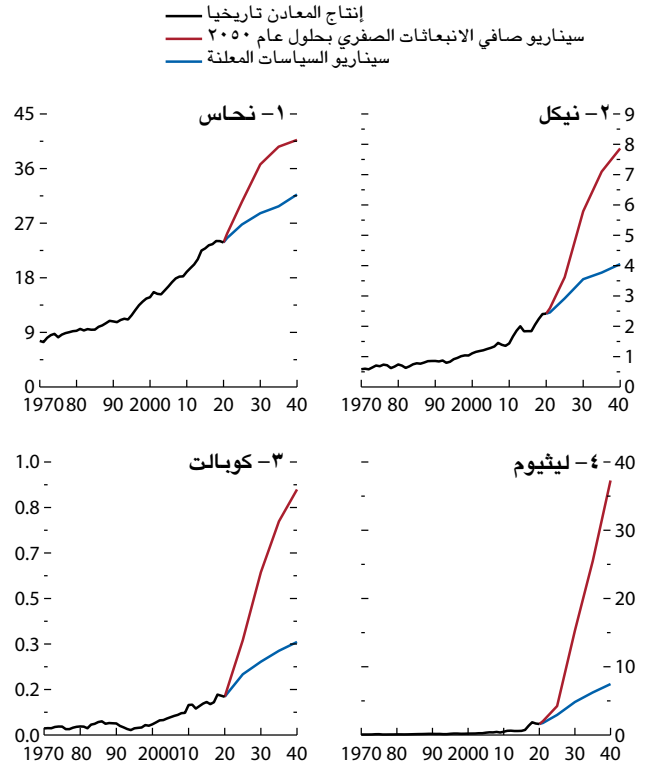 إنتاج المعادن تاريخيا
سيناريو صافي الانبعاثات الصفري بحلول عام ٢٠٥٠
سيناريو السياسات المعلنة
١- نحاس
45
36
27
18
9
0
1970 80 90 2000 10 20 30 40
٢- نيكل
9
8
7
6
5
4
3
2
1
0
1970 80 90 2000 10 20 30 40
٣- كوبالت
1.0
0.8
0.7
0.5
0.3
0.2
0.0
1970 80 90 2000 10 20 30 40
٤- ليثيوم
40
30
20
10
0
1970 80 90 2000 10 20 30 40